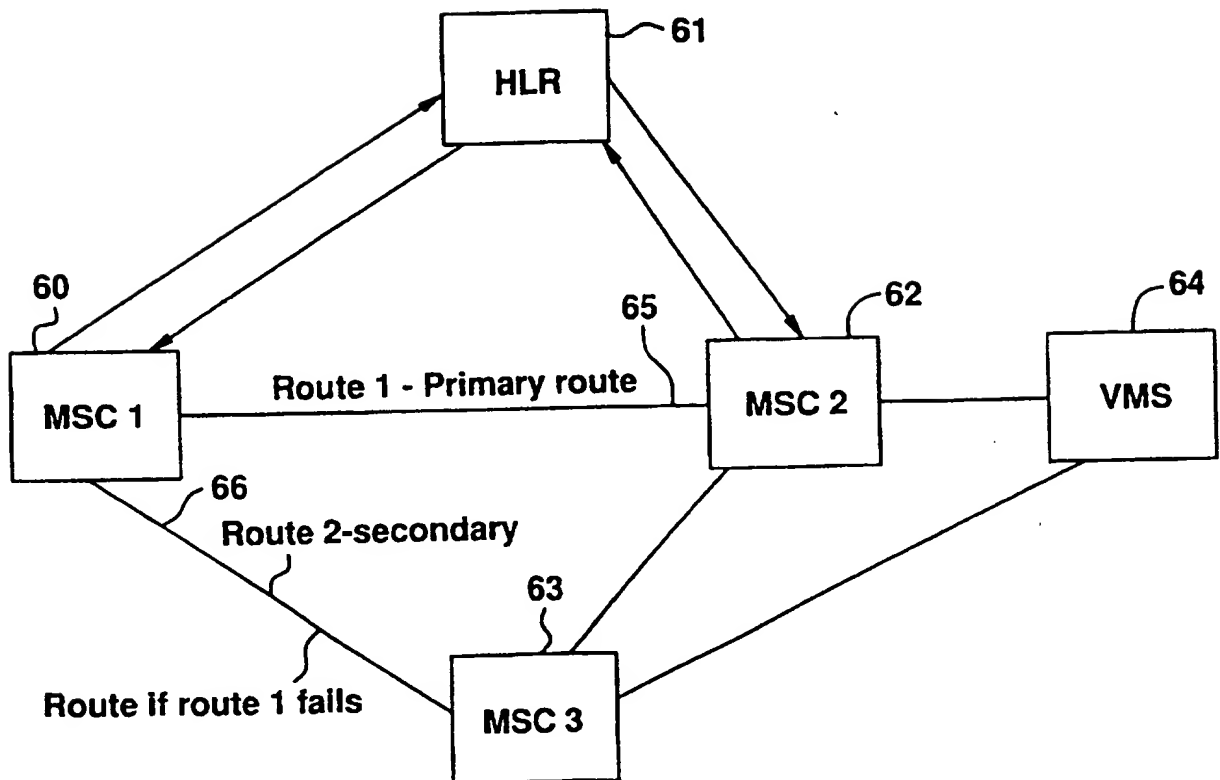 61
HLR
60
65
62
64
Route 1 - Primary route
MSC 1
MSC 2
VMS
66
Route 2-secondary
63
Route if route 1 fails
MSC 3